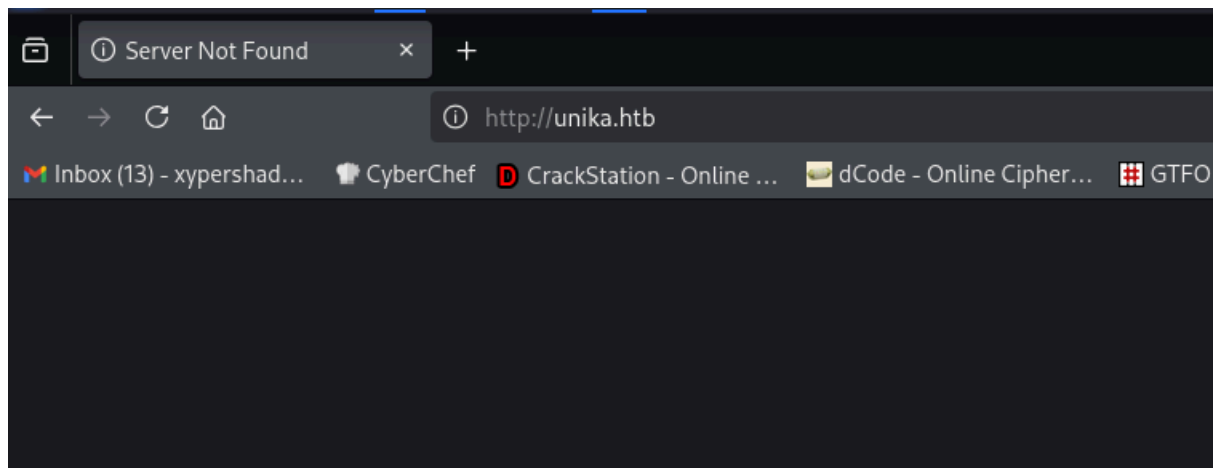 Server Not Found
http://unika.htb
Inbox (13) - xypershad... CyberChef CrackStation - Online ... dCode - Online Cipher... GTFO